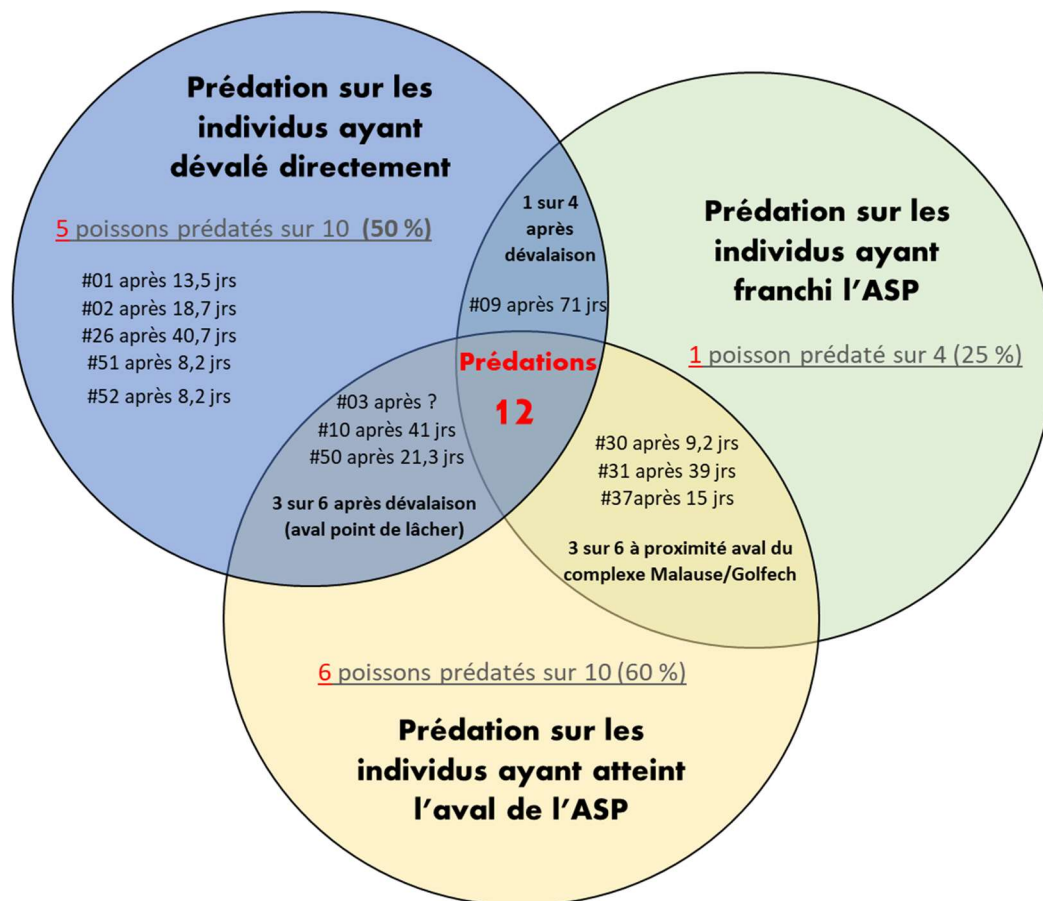 Prédation sur les
individus ayant
dévalé directement
5 poissons prédatés sur 10 (50 %)
#01 après 13,5 jrs
#02 après 18,7 jrs
#26 après 40,7 jrs
#51 après 8,2 jrs
#52 après 8,2 jrs
1 sur 4
après
dévalaison
#09 après 71 jrs
Prédation sur les
individus ayant
franchi l’ASP
1 poisson prédaté sur 4 (25 %)
Prédations
12
#03 après ?
#10 après 41 jrs
#50 après 21,3 jrs
3 sur 6 après dévalaison
(aval point de lâcher)
#30 après 9,2 jrs
#31 après 39 jrs
#37après 15 jrs
3 sur 6 à proximité aval du
complexe Malause/Golfech
6 poissons prédatés sur 10 (60 %)
Prédation sur les
individus ayant atteint
l’aval de l’ASP